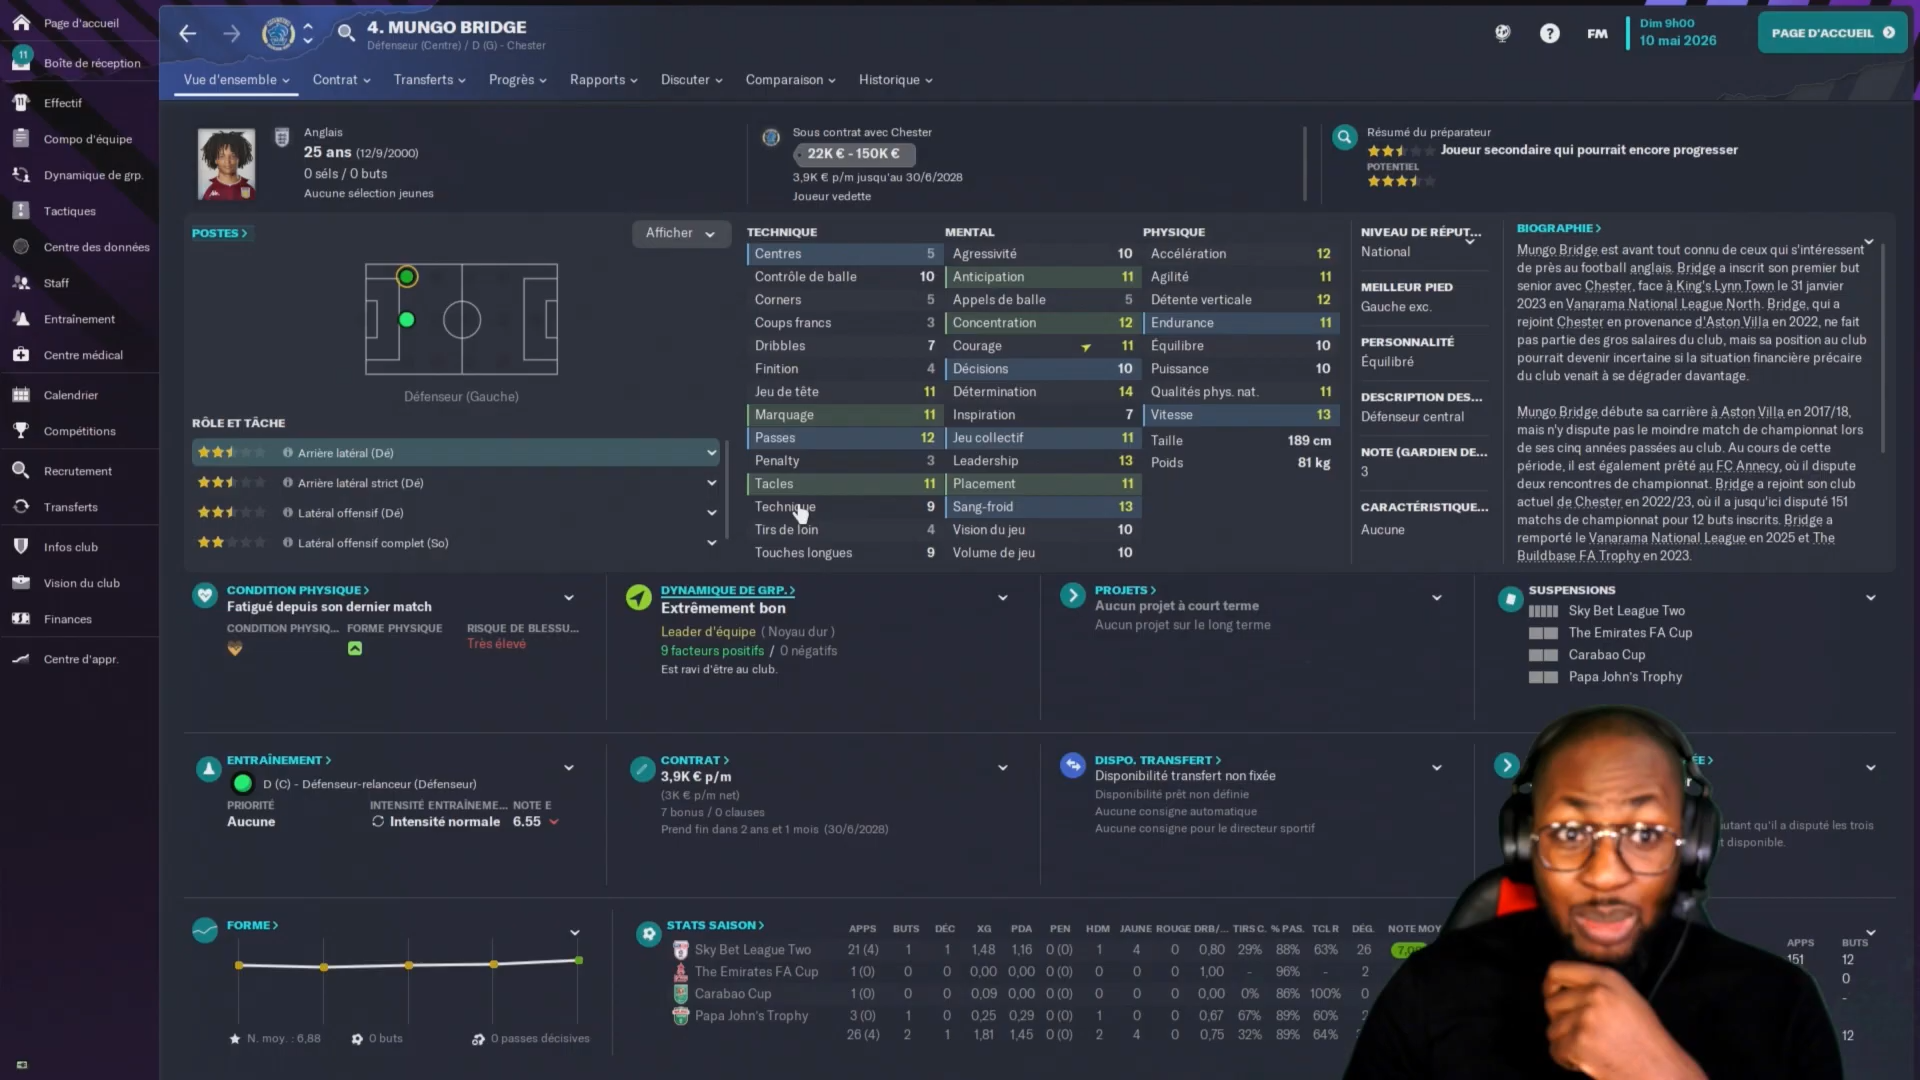 Page d'accueil
11
Boîte de réception
Effectif
Compo d'équipe
Dynamique de grp.
Tactiques
Centre des données
Staff
Entraînement
Centre médical
Calendrier
Compétitions
Recrutement
Transferts
Infos club
Vision du club
Finances
Centre d'appr.
4. MUNGO BRIDGE
Défenseur (Centre) / D (G) - Chester
FM
Dim 9h00
10 mai 2026
PAGE D'ACCUEIL
Vue d'ensemble
Contrat
Transferts
Progrès
Rapports
Discuter
Comparaison
Historique
Anglais
25 ans (12/9/2000)
0 séls / 0 buts
Aucune sélection jeunes
Sous contrat avec Chester
22K € - 150K €
3,9K € p/m jusqu'au 30/6/2028
Joueur vedette
Résumé du préparateur
Joueur secondaire qui pourrait encore progresser
POTENTIEL
POSTES >
Afficher
Défenseur (Gauche)
RÔLE ET TÂCHE
Arrière latéral (Dé)
Arrière latéral strict (Dé)
Latéral offensif (Dé)
Latéral offensif complet (So)
TECHNIQUE
Centres 5
Contrôle de balle 10
Corners 5
Coups francs 3
Dribbles 7
Finition 4
Jeu de tête 11
Marquage 11
Passes 12
Penalty 3
Tacles 11
Technique 9
Tirs de loin 4
Touches longues 9
MENTAL
Agressivité 10
Anticipation 11
Appels de balle 5
Concentration 12
Courage 11
Décisions 10
Détermination 14
Inspiration 7
Jeu collectif 11
Leadership 13
Placement 11
Sang-froid 13
Vision du jeu 10
Volume de jeu 10
PHYSIQUE
Accélération 12
Agilité 11
Détente verticale 12
Endurance 11
Équilibre 10
Puissance 10
Qualités phys. nat. 11
Vitesse 13
Taille 189 cm
Poids 81 kg
NIVEAU DE RÉPUT...
National
MEILLEUR PIED
Gauche exc.
PERSONNALITÉ
Équilibré
DESCRIPTION DES...
Défenseur central
NOTE (GARDIEN DE...
3
CARACTÉRISTIQUE...
Aucune
BIOGRAPHIE >
Mungo Bridge est avant tout connu de ceux qui s'intéressent
de près au football anglais. Bridge a inscrit son premier but
senior avec Chester, face à King's Lynn Town le 31 janvier
2023 en Vanarama National League North. Bridge, qui a
rejoint Chester en provenance d'Aston Villa en 2022, ne fait
pas partie des gros salaires du club, mais sa position au club
pourrait devenir incertaine si la situation financière précaire
du club venait à se dégrader davantage.
Mungo Bridge débute sa carrière à Aston Villa en 2017/18,
mais n'y dispute pas le moindre match de championnat lors
de ses cinq années passées au club. Au cours de cette
période, il est également prêté au FC Annecy, où il dispute
deux rencontres de championnat. Bridge a rejoint son club
actuel de Chester en 2022/23, où il a jusqu'ici disputé 151
matchs de championnat pour 12 buts inscrits. Bridge a
remporté le Vanarama National League en 2025 et The
Buildbase FA Trophy en 2023.
CONDITION PHYSIQUE >
Fatigué depuis son dernier match
CONDITION PHYSIQ... FORME PHYSIQUE RISQUE DE BLESSU...
Très élevé
DYNAMIQUE DE GRP. >
Extrêmement bon
Leader d'équipe ( Noyau dur )
9 facteurs positifs / 0 négatifs
Est ravi d'être au club.
PROJETS >
Aucun projet à court terme
Aucun projet sur le long terme
SUSPENSIONS
Sky Bet League Two
The Emirates FA Cup
Carabao Cup
Papa John's Trophy
ENTRAÎNEMENT >
D (C) - Défenseur-relanceur (Défenseur)
PRIORITÉ INTENSITÉ ENTRAÎNEME... NOTE E
Aucune Intensité normale 6.55
CONTRAT >
3,9K € p/m
(3K € p/m net)
7 bonus / 0 clauses
Prend fin dans 2 ans et 1 mois (30/6/2028)
DISPO. TRANSFERT >
Disponibilité transfert non fixée
Disponibilité prêt non définie
Aucune consigne automatique
Aucune consigne pour le directeur sportif
ÉE >
r
utant qu'il a disputé les trois
t disponible.
FORME >
N. moy. : 6,88 0 buts 0 passes décisives
STATS SAISON > APPS BUTS DÉC XG PDA PEN HDM JAUNE ROUGE DRB/... TIRS C. % PAS. TCL R DÉG. NOTE MOY
Sky Bet League Two 21 (4) 1 1 1,48 1,16 0 (0) 1 4 0 0,80 29% 88% 63% 26
The Emirates FA Cup 1 (0) 0 0 0,00 0,00 0 (0) 0 0 0 1,00 - 96% - 2
Carabao Cup 1 (0) 0 0 0,09 0,00 0 (0) 0 0 0 0,00 0% 86% 100% 0
Papa John's Trophy 3 (0) 1 0 0,25 0,29 0 (0) 1 0 0 0,67 67% 89% 60%
26 (4) 2 1 1,81 1,45 0 (0) 2 4 0 0,75 32% 89% 64%
APPS BUTS
151 12
0
-
12